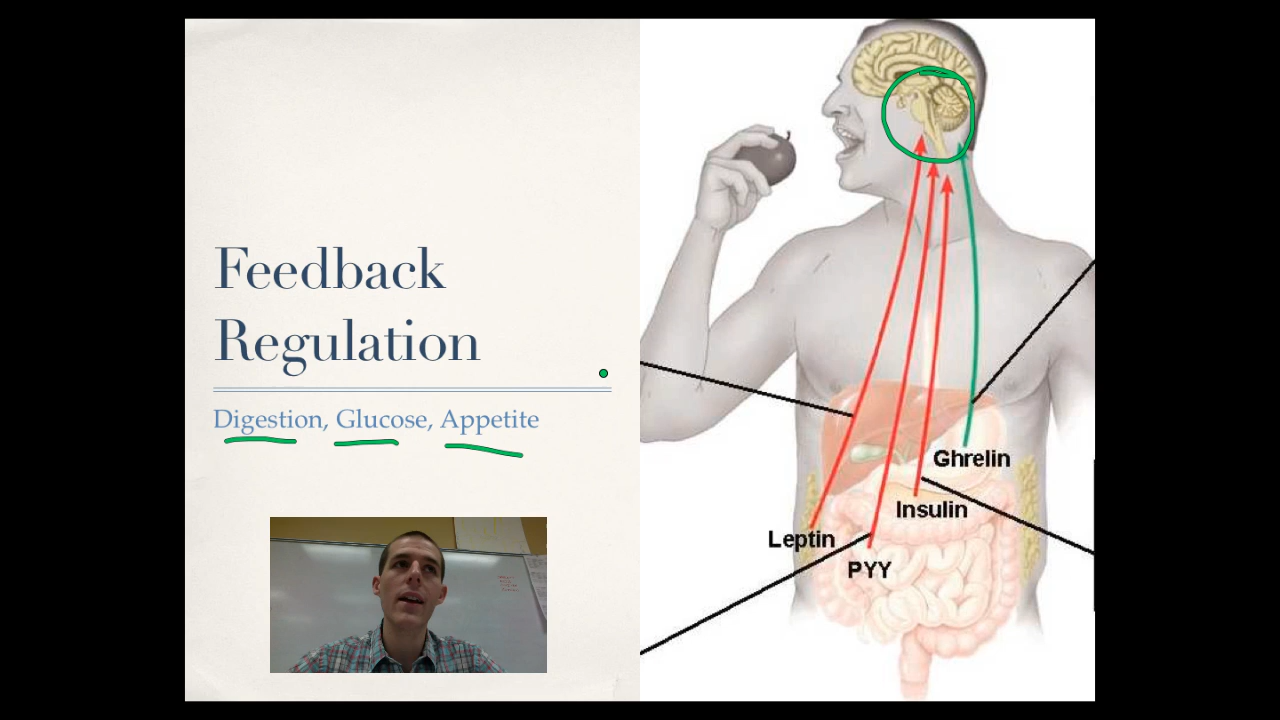 Feedback
Regulation
Digestion, Glucose, Appetite
Ghrelin
Insulin
Leptin
PYY